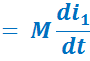 = M di₁/dt